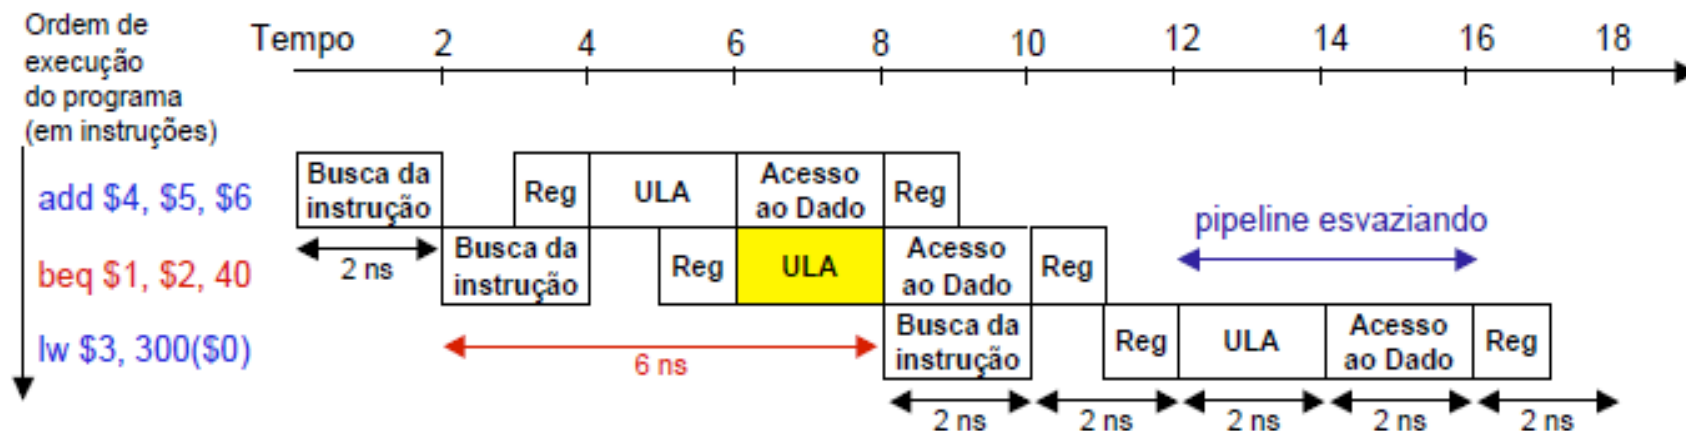 Ordem de
execução
do programa
(em instruções)
Tempo 2 4 6 8 10 12 14 16 18
add $4, $5, $6
Busca da
instrução
Reg
ULA
Acesso
ao Dado
Reg
2 ns
beq $1, $2, 40
Busca da
instrução
Reg
ULA
Acesso
ao Dado
Reg
pipeline esvaziando
lw $3, 300($0)
6 ns
Busca da
instrução
Reg
ULA
Acesso
ao Dado
Reg
2 ns 2 ns 2 ns 2 ns 2 ns